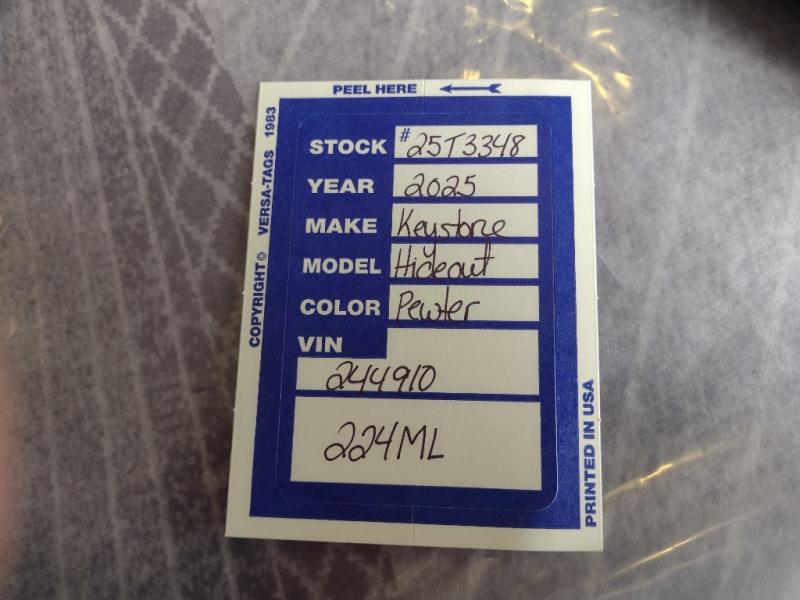 PEEL HERE
STOCK #25T3348
YEAR 2025
MAKE Keystone
MODEL Hideout
COLOR Pewter
VIN
244910
224ML
COPYRIGHT© VERSA-TAGS 1983
PRINTED IN USA